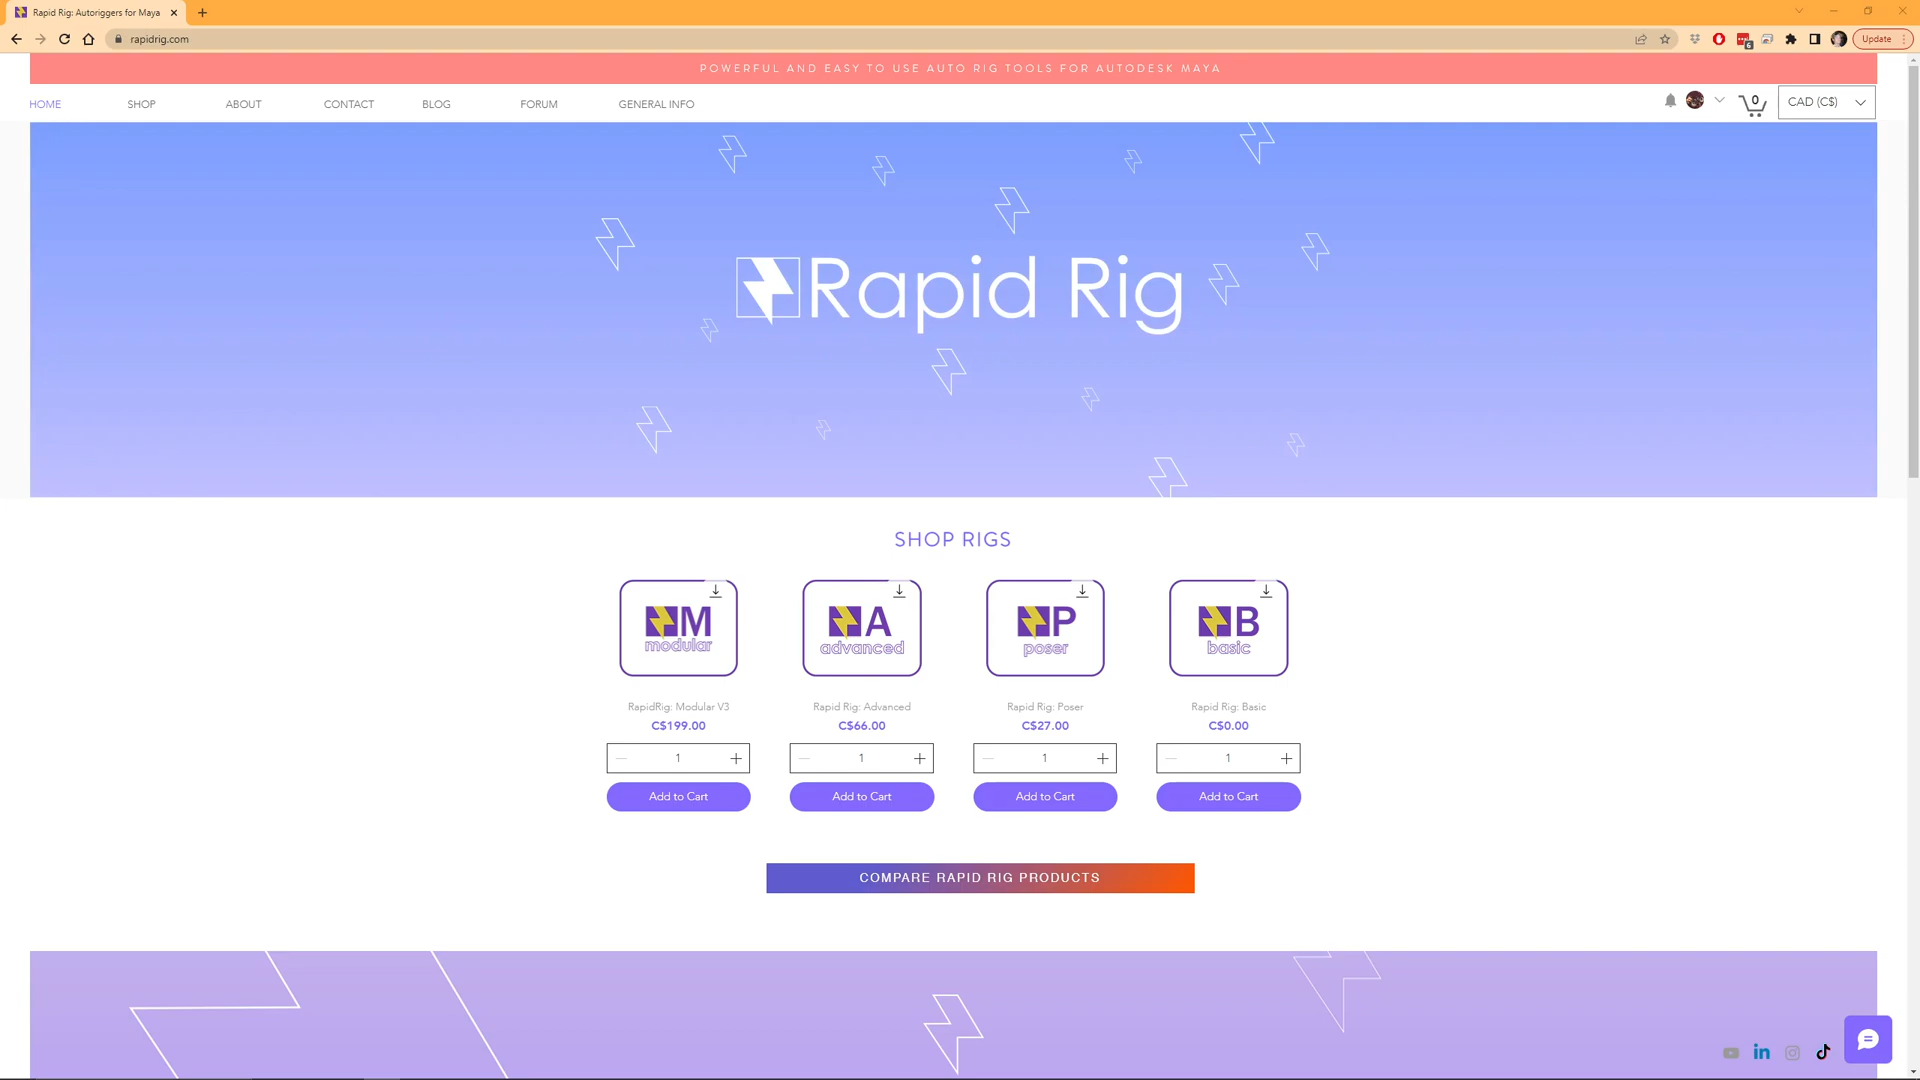 Rapid Rig: Autoriggers for Maya
rapidrig.com
6
Update
POWERFUL AND EASY TO USE AUTO RIG TOOLS FOR AUTODESK MAYA
HOME SHOP ABOUT CONTACT BLOG FORUM GENERAL INFO
0
CAD (C$)
Rapid Rig
SHOP RIGS
M A P B
modular advanced poser basic
RapidRig: Modular V3 Rapid Rig: Advanced Rapid Rig: Poser Rapid Rig: Basic
C$199.00 C$66.00 C$27.00 C$0.00
1 1 1 1
Add to Cart Add to Cart Add to Cart Add to Cart
COMPARE RAPID RIG PRODUCTS
in